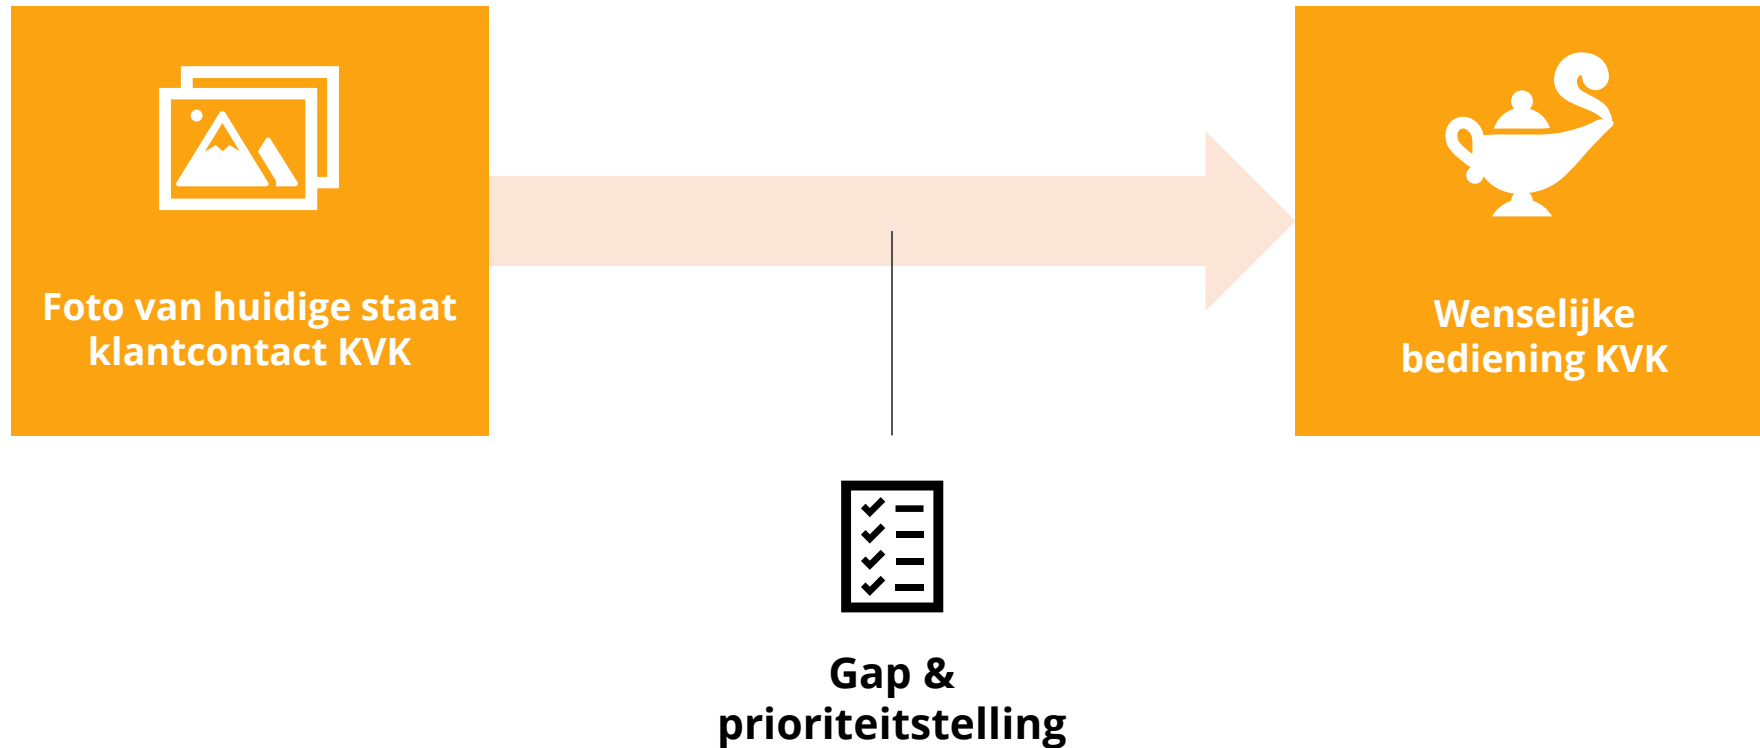 Foto van huidige staat
klantcontact KVK
Wenselijke
bediening KVK
Gap &
prioriteitstelling